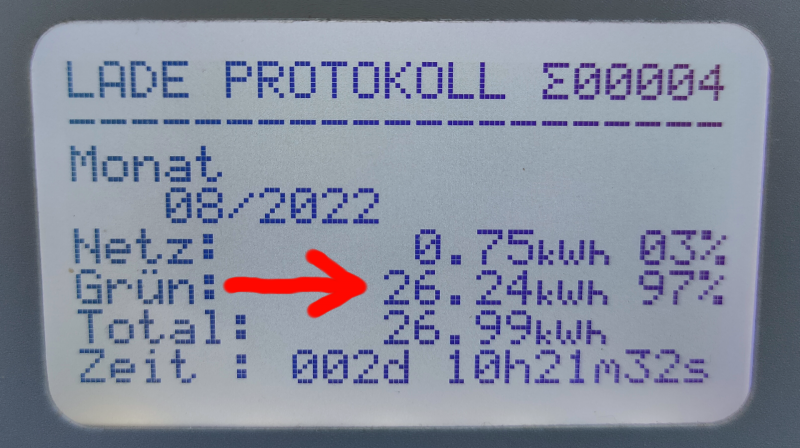 LADE PROTOKOLL Σ00004
Monat
08/2022
Netz: 0.75kWh 03%
Grün: 26.24kWh 97%
Total: 26.99kWh
Zeit : 002d 10h21m32s